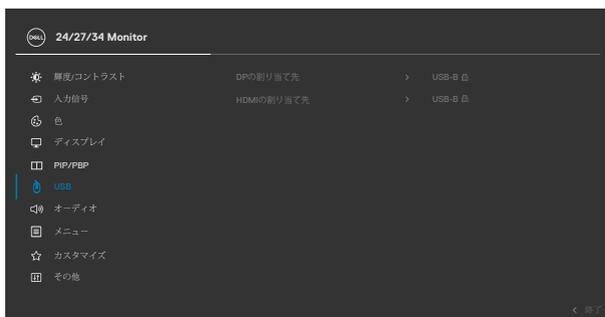 DELL
24/27/34 Monitor
輝度/コントラスト
DPの割り当て先 > USB-B
入力信号
HDMIの割り当て先 > USB-B
色
ディスプレイ
PIP/PBP
USB
オーディオ
メニュー
カスタマイズ
その他
< 終了